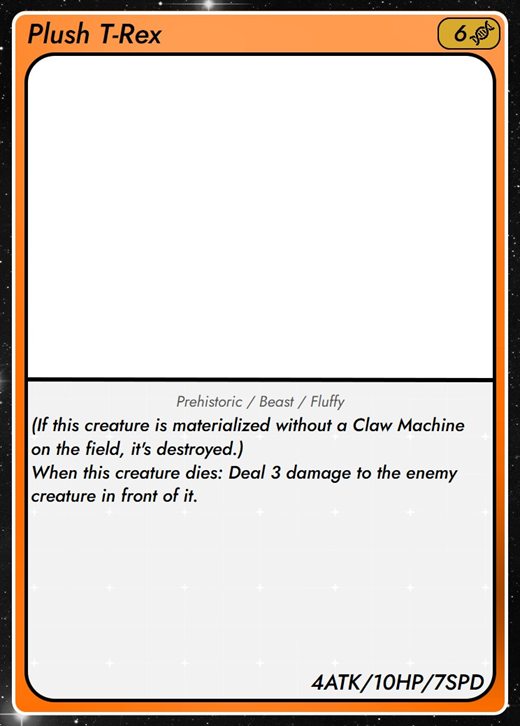 Plush T-Rex
6
Prehistoric / Beast / Fluffy
(If this creature is materialized without a Claw Machine
on the field, it's destroyed.)
When this creature dies: Deal 3 damage to the enemy
creature in front of it.
4ATK/10HP/7SPD